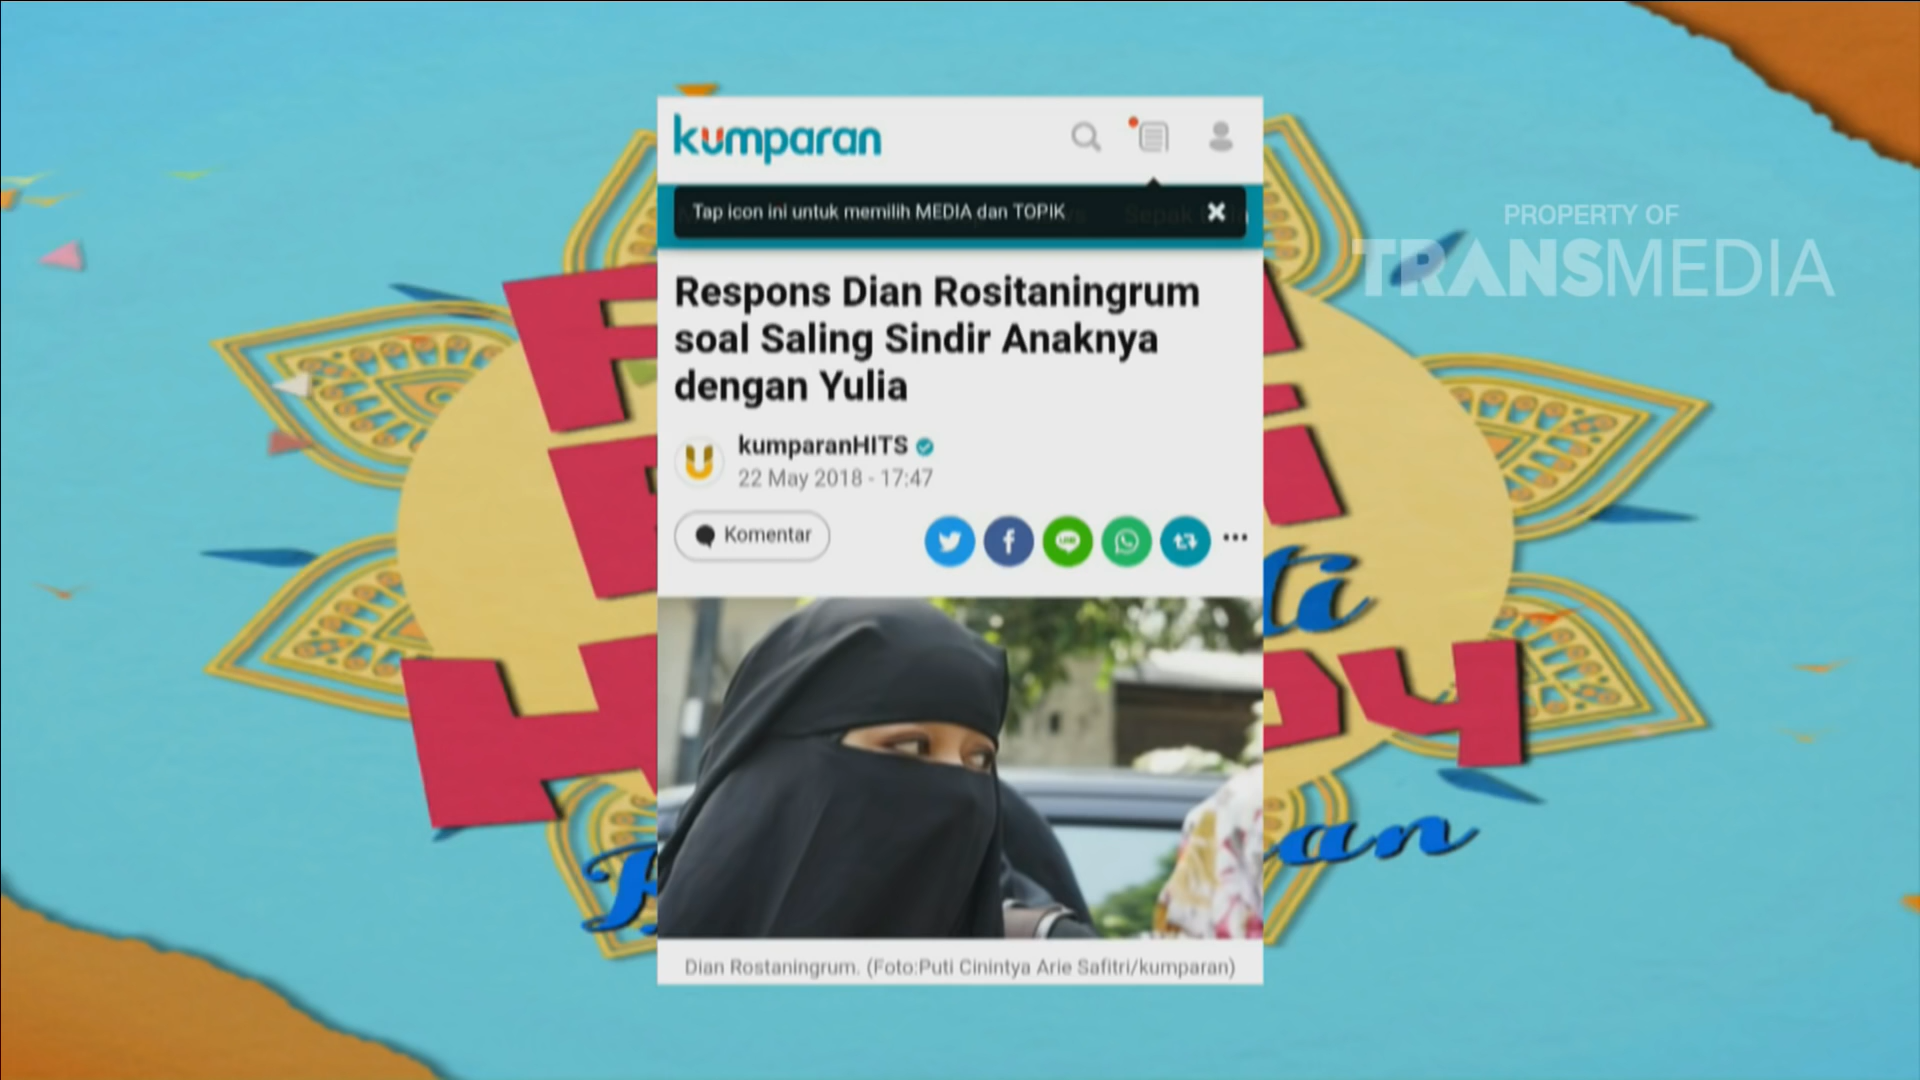 kumparan
Tap icon ini untuk memilih MEDIA dan TOPIK
PROPERTY OF
TRANSMEDIA
Respons Dian Rositaningrum
soal Saling Sindir Anaknya
dengan Yulia
kumparanHITS
22 May 2018 - 17:47
Komentar
Dian Rostaningrum. (Foto:Puti Cinintya Arie Safitri/kumparan)